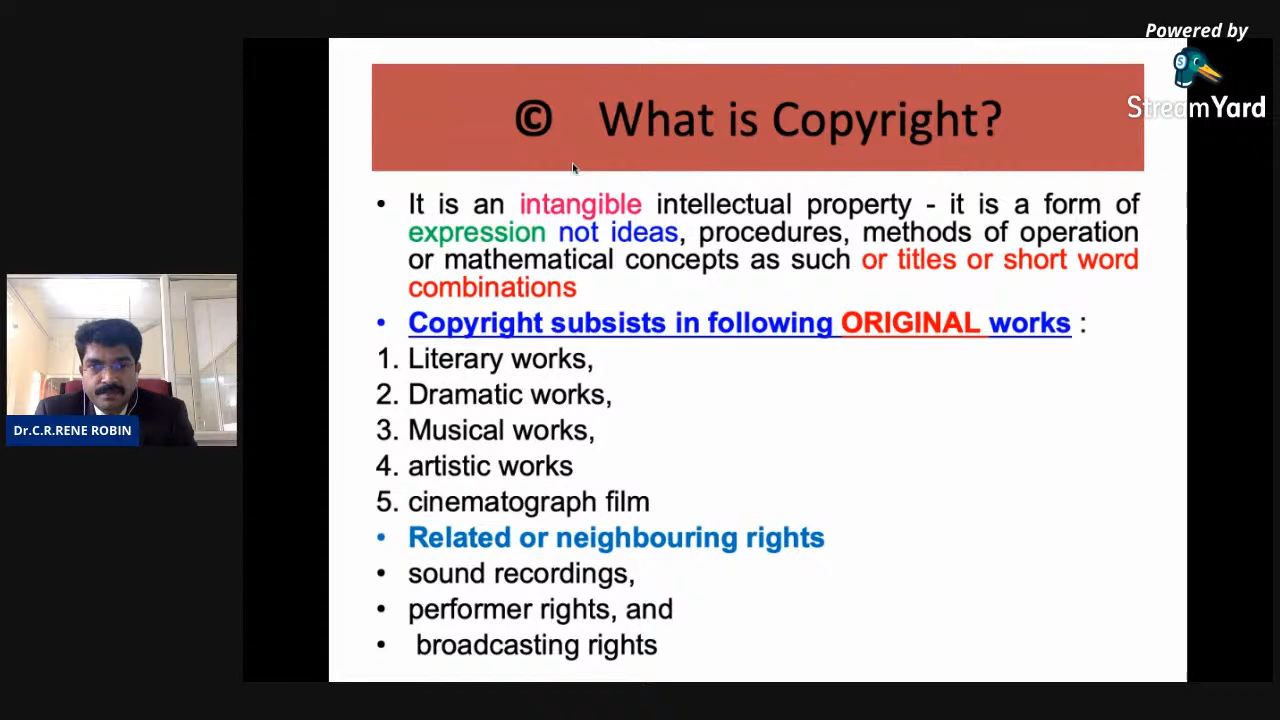 Powered by
StreamYard
© What is Copyright?
• It is an intangible intellectual property - it is a form of
expression not ideas, procedures, methods of operation
or mathematical concepts as such or titles or short word
combinations
• Copyright subsists in following ORIGINAL works :
1. Literary works,
2. Dramatic works,
3. Musical works,
4. artistic works
5. cinematograph film
• Related or neighbouring rights
• sound recordings,
• performer rights, and
• broadcasting rights
Dr.C.R.RENE ROBIN